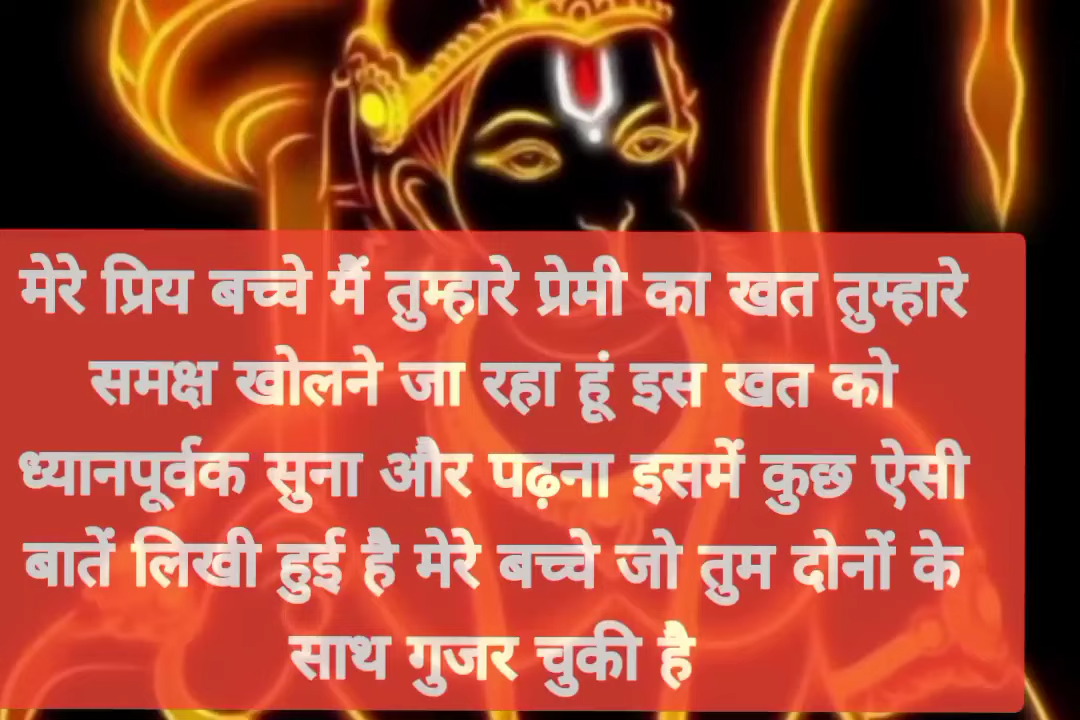 मेरे प्रिय बच्चे मैं तुम्हारे प्रेमी का खत तुम्हारे
समक्ष खोलने जा रहा हूं इस खत को
ध्यानपूर्वक सुना और पढ़ना इसमें कुछ ऐसी
बातें लिखी हुई है मेरे बच्चे जो तुम दोनों के
साथ गुजर चुकी है